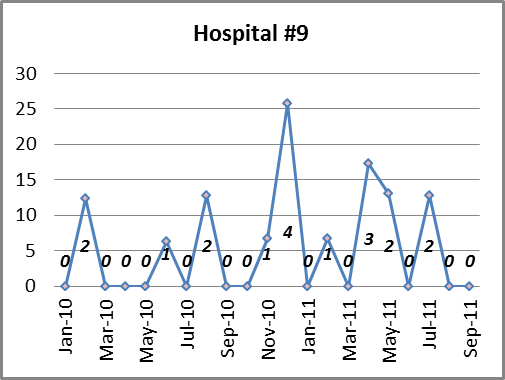 Hospital #9
30
25
20
15
10
5
0
0 2 0 0 0 1 0 2 0 0 1 4 0 1 0 3 2 0 2 0 0
Jan-10 Mar-10 May-10 Jul-10 Sep-10 Nov-10 Jan-11 Mar-11 May-11 Jul-11 Sep-11